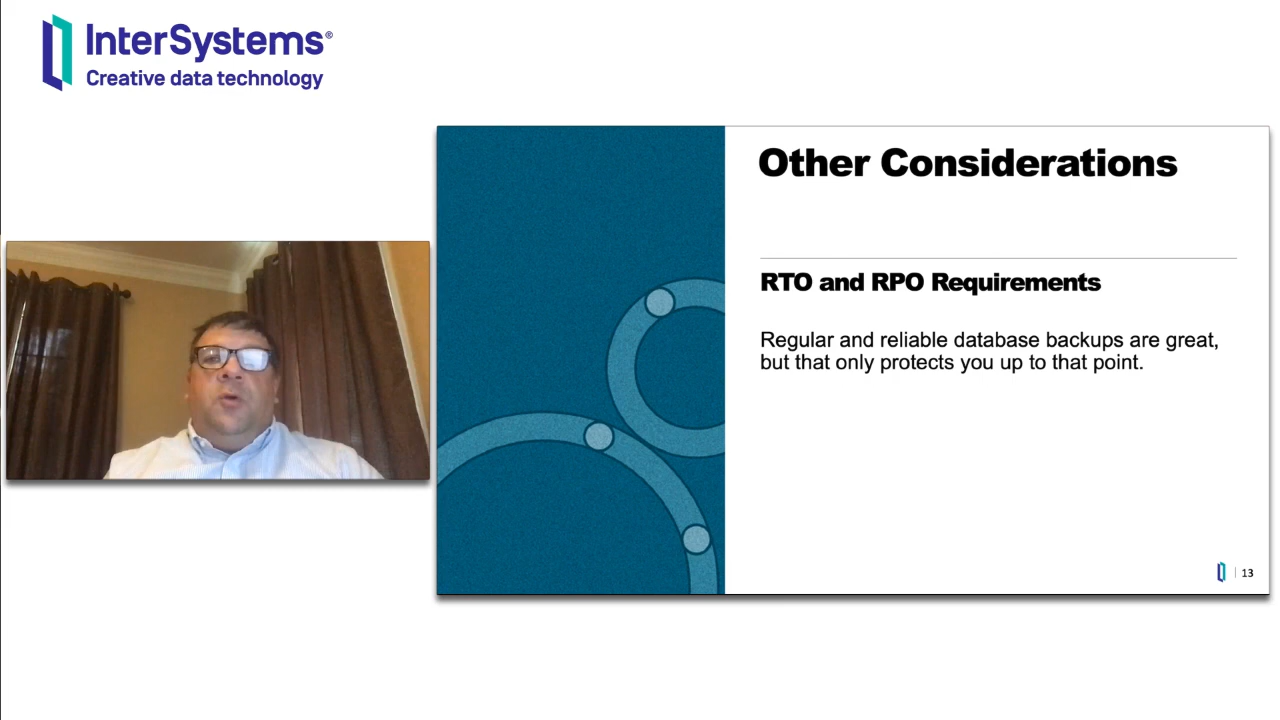 InterSystems®
Creative data technology
Other Considerations
RTO and RPO Requirements
Regular and reliable database backups are great,
but that only protects you up to that point.
13